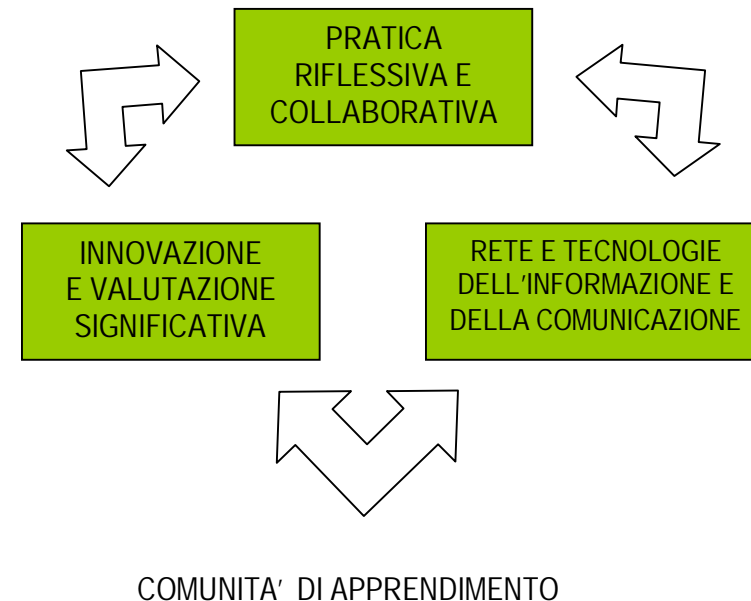 PRATICA
RIFLESSIVA E
COLLABORATIVA
INNOVAZIONE
E VALUTAZIONE
SIGNIFICATIVA
RETE E TECNOLOGIE
DELL'INFORMAZIONE E
DELLA COMUNICAZIONE
COMUNITA' DI APPRENDIMENTO